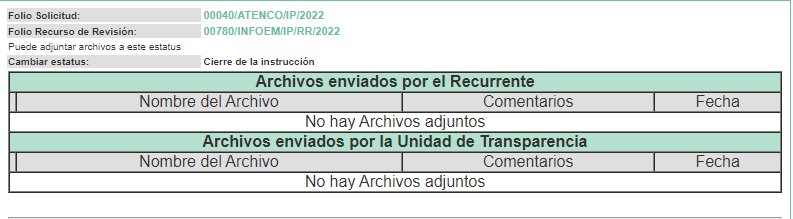 Folio Solicitud: 00040/ATENCO/IP/2022
Folio Recurso de Revisión: 00780/INFOEM/IP/RR/2022
Puede adjuntar archivos a este estatus
Cambiar estatus: Cierre de la instrucción
Archivos enviados por el Recurrente
Nombre del Archivo Comentarios Fecha
No hay Archivos adjuntos
Archivos enviados por la Unidad de Transparencia
Nombre del Archivo Comentarios Fecha
No hay Archivos adjuntos